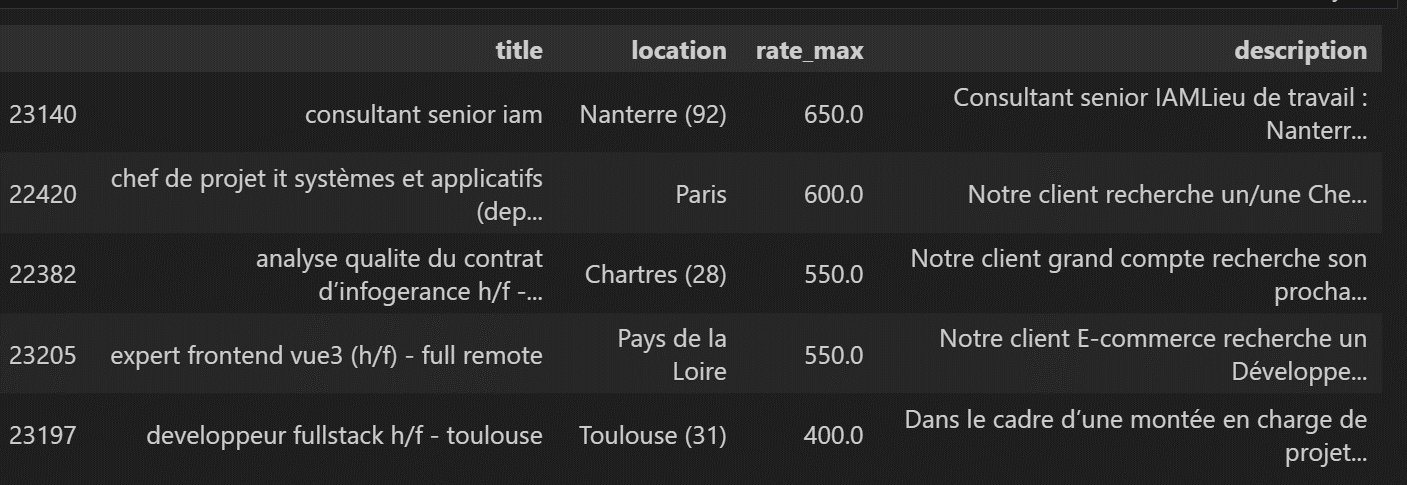 title location rate_max description
23140 consultant senior iam Nanterre (92) 650.0 Consultant senior IAMLieu de travail :
Nanterr...
22420 chef de projet it systèmes et applicatifs
(dep... Paris 600.0 Notre client recherche un/une Che...
22382 analyse qualite du contrat
d’infogerance h/f -... Chartres (28) 550.0 Notre client grand compte recherche son
procha...
23205 expert frontend vue3 (h/f) - full remote Pays de la
Loire 550.0 Notre client E-commerce recherche un
Développe...
23197 developpeur fullstack h/f - toulouse Toulouse (31) 400.0 Dans le cadre d’une montée en charge de
projet...